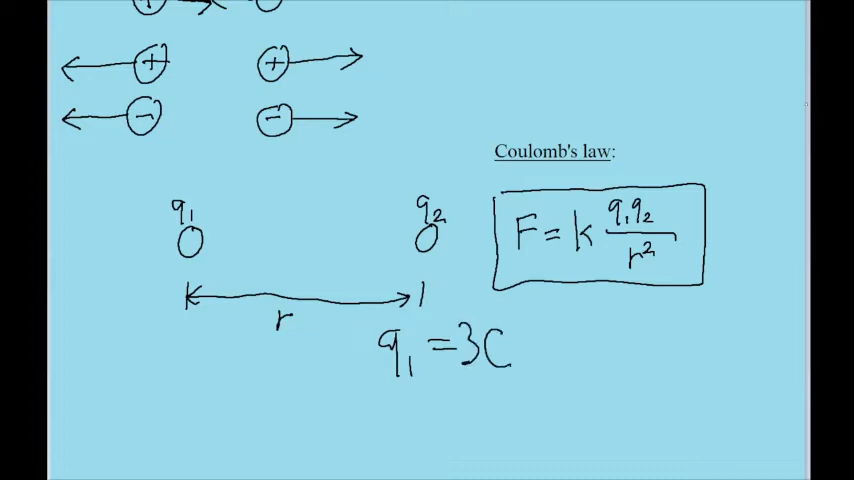 + +
- -
Coulomb's law:
q₁ q₂
F = k q₁q₂ / r²
r
q₁ = 3C